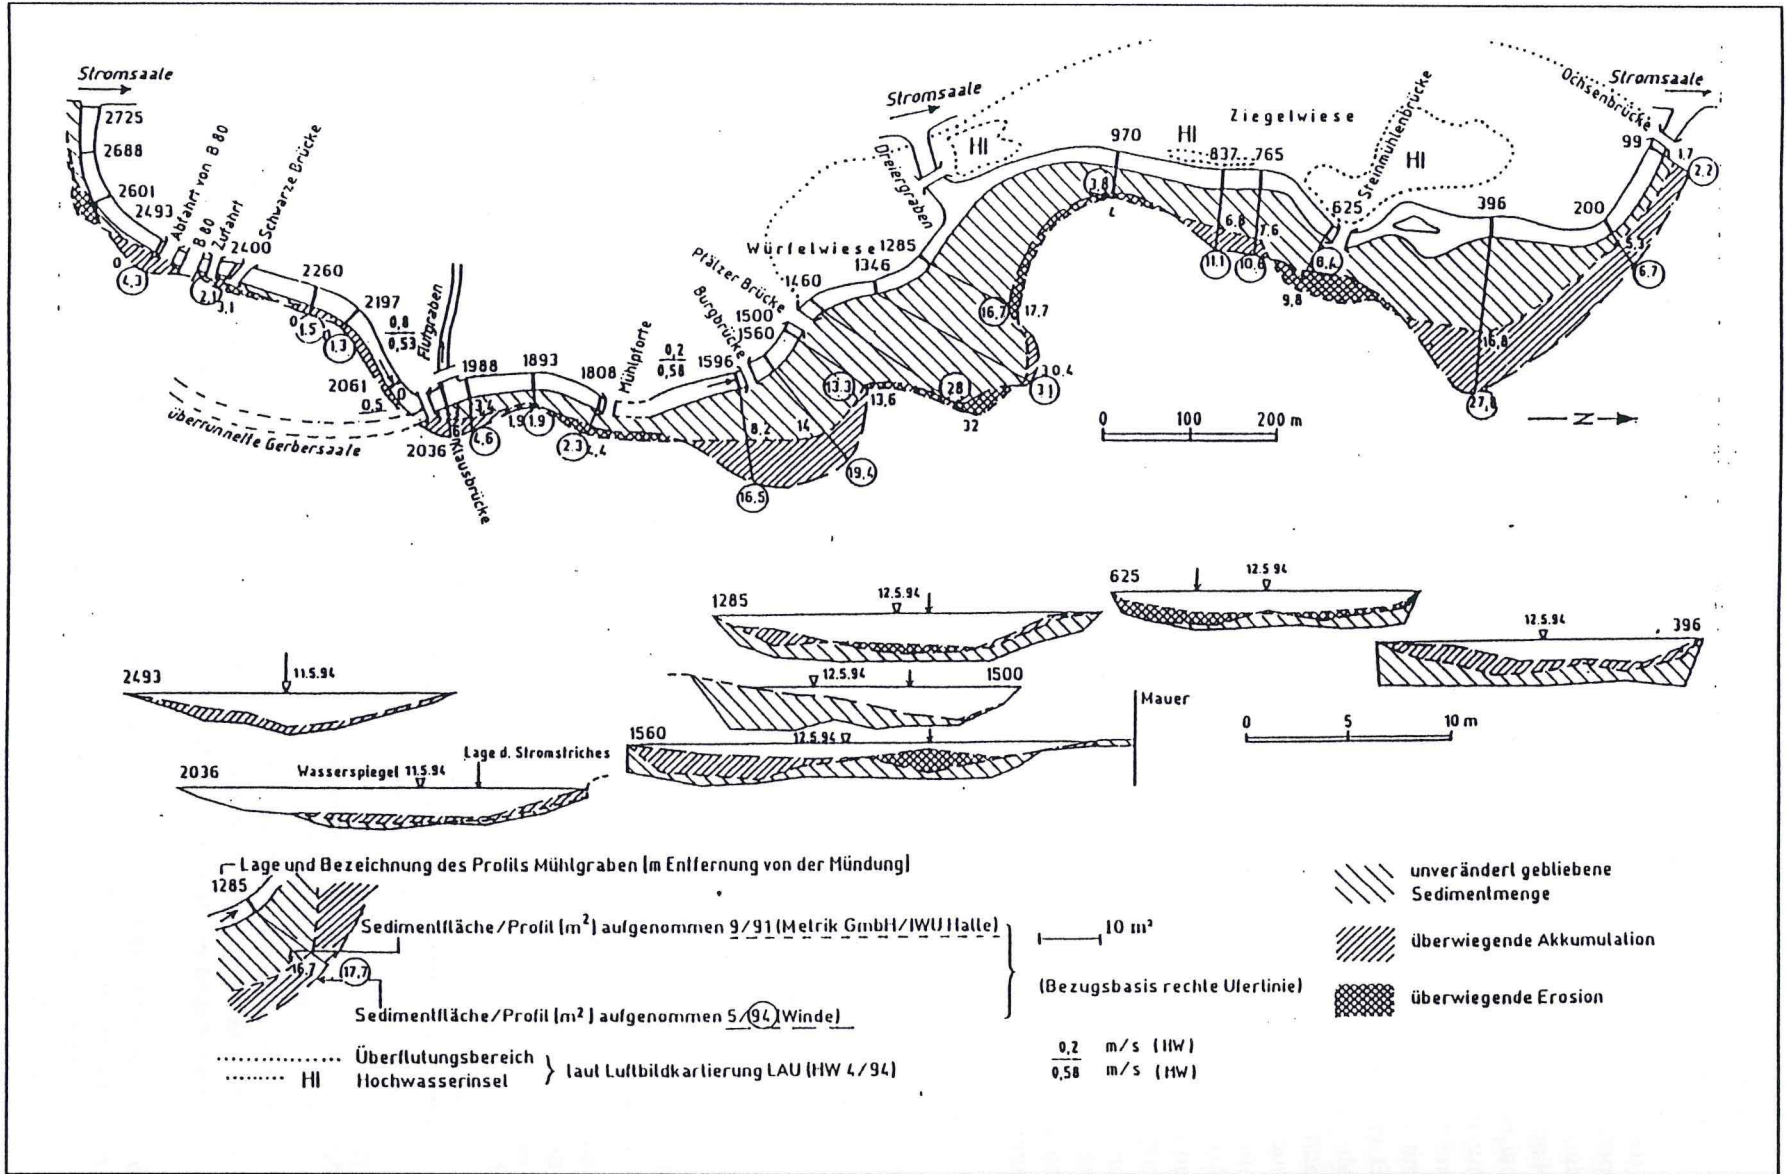 Stromsaale
2725
2688
2601
2493
Abfahrt von B 80
B 80
Zufahrt
2400
Schwarze Brücke
0
4,3
2,1
3,1
2260
0
1,5
1,3
2197
0,8
0,53
Flutgraben
2061
0,5
0
überrunnelte Gerbersaale
2036
Klausbrücke
1988
3,4
4,6
1893
1,9
1,9
1808
2.3
Mühlpforte
0,2
0,58
1596
Burgbrücke
Pfälzer Brücke
1500
1560
1460
Würfelwiese
1346
1285
8,2
16,5
14
19,4
13.3
13,6
28
32
30,4
31
16,7
17,7
Stromsaale
Dreiergraben
HI
970
3,8
HI
Ziegelwiese
837
765
6,8
7,6
11,1
10,6
9,8
625
8,4
Steinmühlenbrücke
HI
396
16,8
27,8
200
5,3
6,7
Ochsenbrücke
Stromsaale
99
1,7
2,2
0 100 200 m
N
1285
12.5.94
625
12.5 94
12.5.94
396
2493
11.5.94
12.5.94
1500
Mauer
0 5 10 m
1560
12.5.94
2036
Wasserspiegel 11.5.94
Lage d. Stromstriches
Lage und Bezeichnung des Profils Mühlgraben [m Entfernung von der Mündung]
1285
Sedimentfläche/Profil [m²] aufgenommen 9/91 (Metrik GmbH/IWU Halle)
16,7
17,7
Sedimentfläche/Profil [m²] aufgenommen 5/94 (Winde)
10 m²
(Bezugsbasis rechte Uferlinie)
unverändert gebliebene
Sedimentmenge
überwiegende Akkumulation
überwiegende Erosion
Überflutungsbereich
HI Hochwasserinsel
laut Luftbildkartierung LAU (HW 4/94)
0,2 m/s (HW)
0,58 m/s (MW)